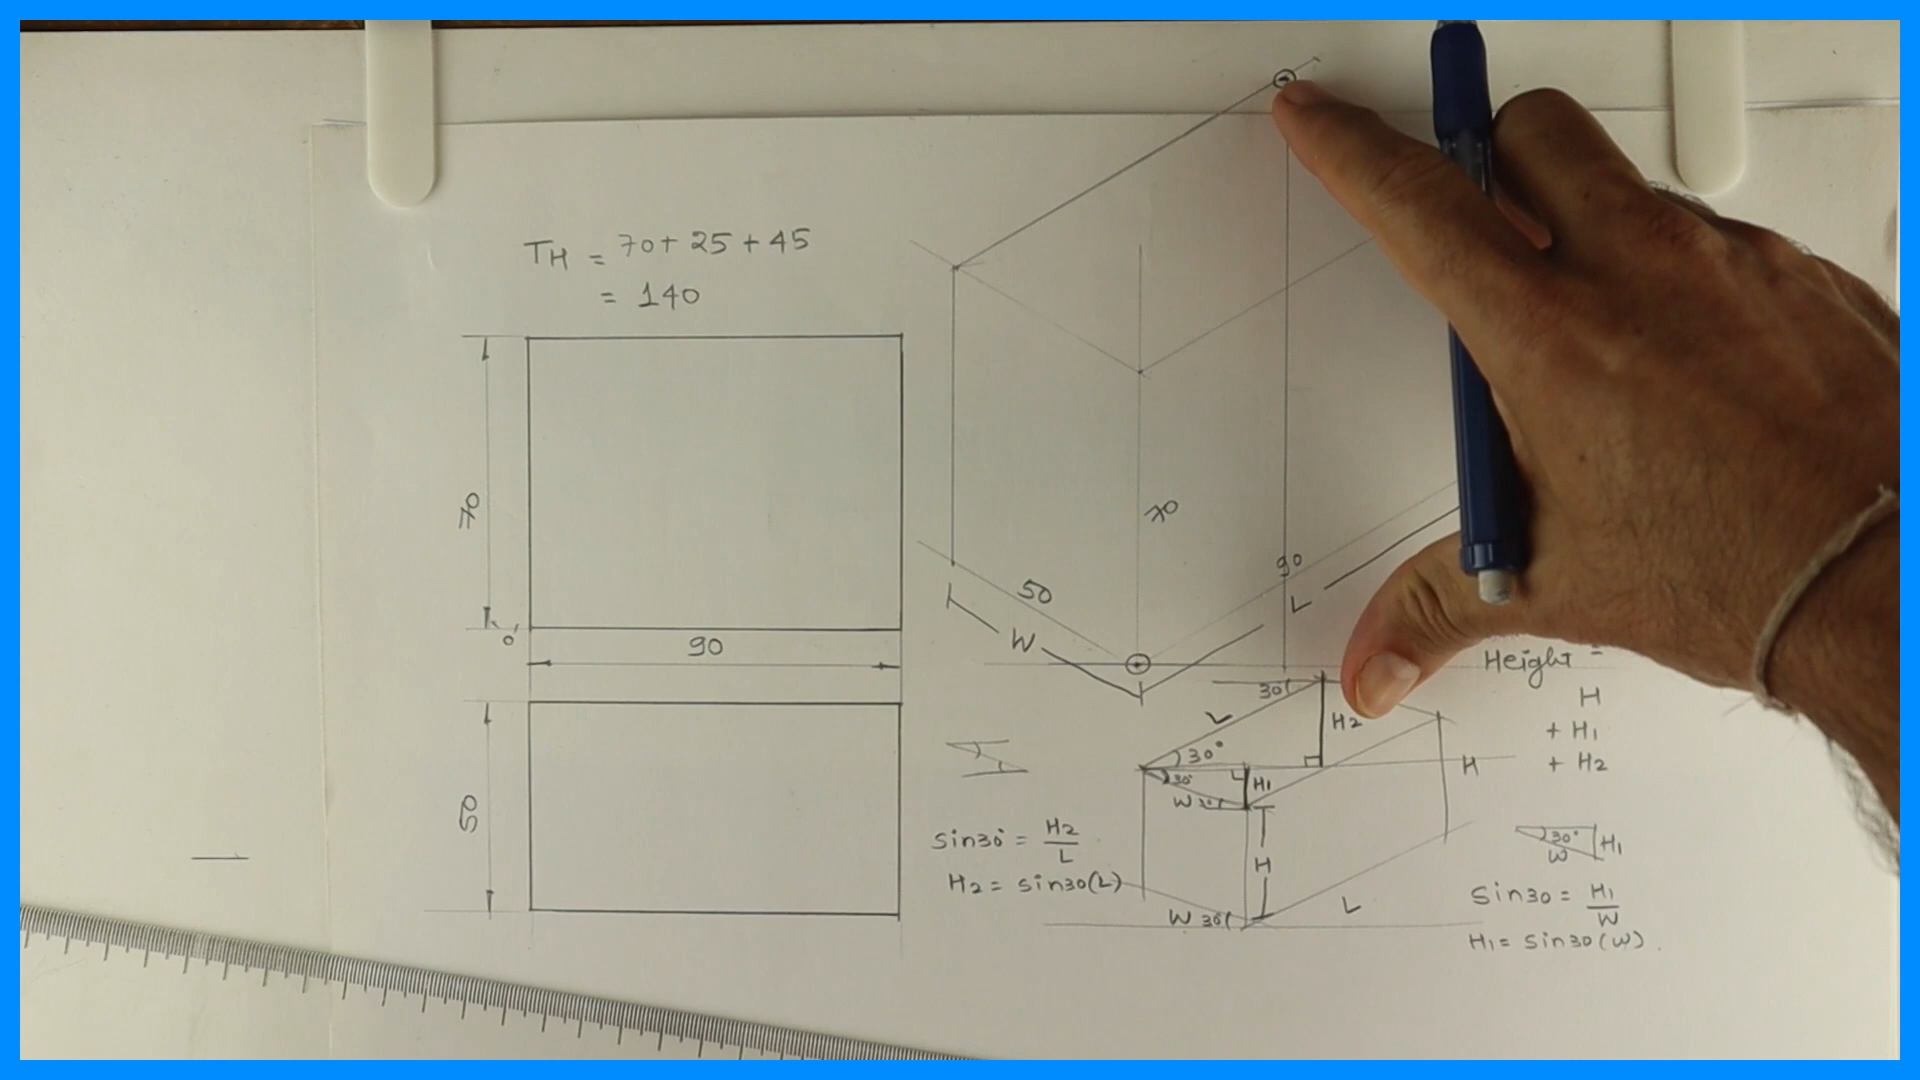 TH = 70 + 25 + 45
= 140
70
0'
90
50
50
W
70
90
L
30
L
H2
30°
30°
H1
W 30
H
H
W 30
L
sin30° = H2/L
H2 = sin30(L)
Height =
H
+ H1
+ H2
30°
W
H1
Sin30 = H1/W
H1 = sin30(W).